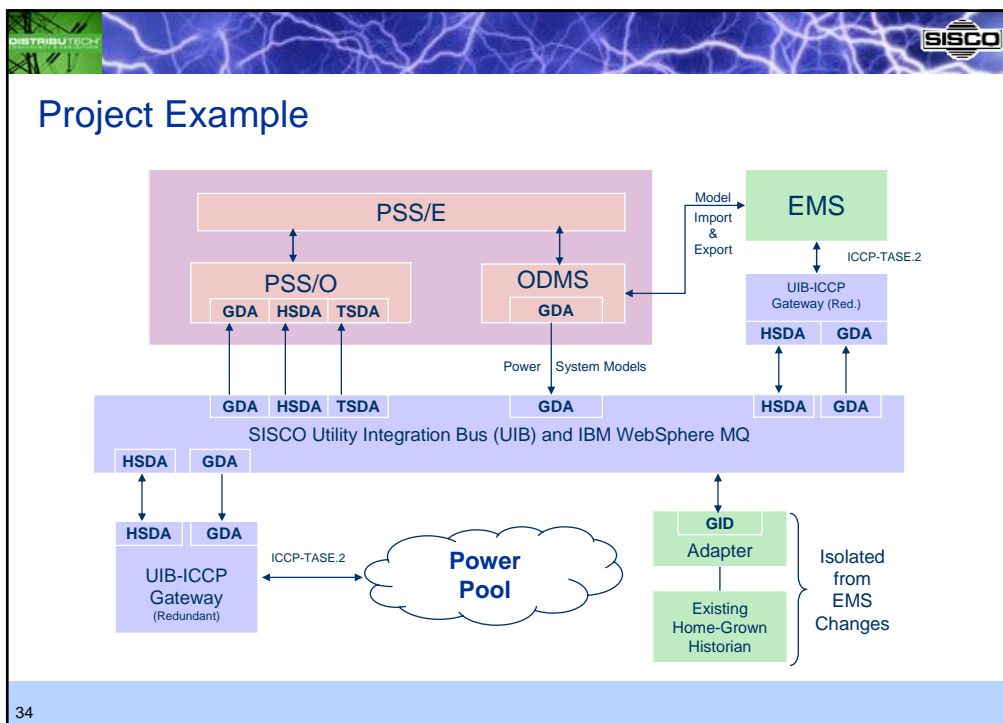 DISTRIBUTECH
CONFERENCE & EXHIBITION
SISCO
Project Example
PSS/E
PSS/O
GDA HSDA TSDA
ODMS
GDA
Model
Import
&
Export
EMS
ICCP-TASE.2
UIB-ICCP
Gateway (Red.)
HSDA GDA
Power System Models
GDA HSDA TSDA
GDA
HSDA GDA
SISCO Utility Integration Bus (UIB) and IBM WebSphere MQ
HSDA GDA
HSDA GDA
UIB-ICCP
Gateway
(Redundant)
ICCP-TASE.2
Power
Pool
GID
Adapter
Existing
Home-Grown
Historian
Isolated
from
EMS
Changes
34